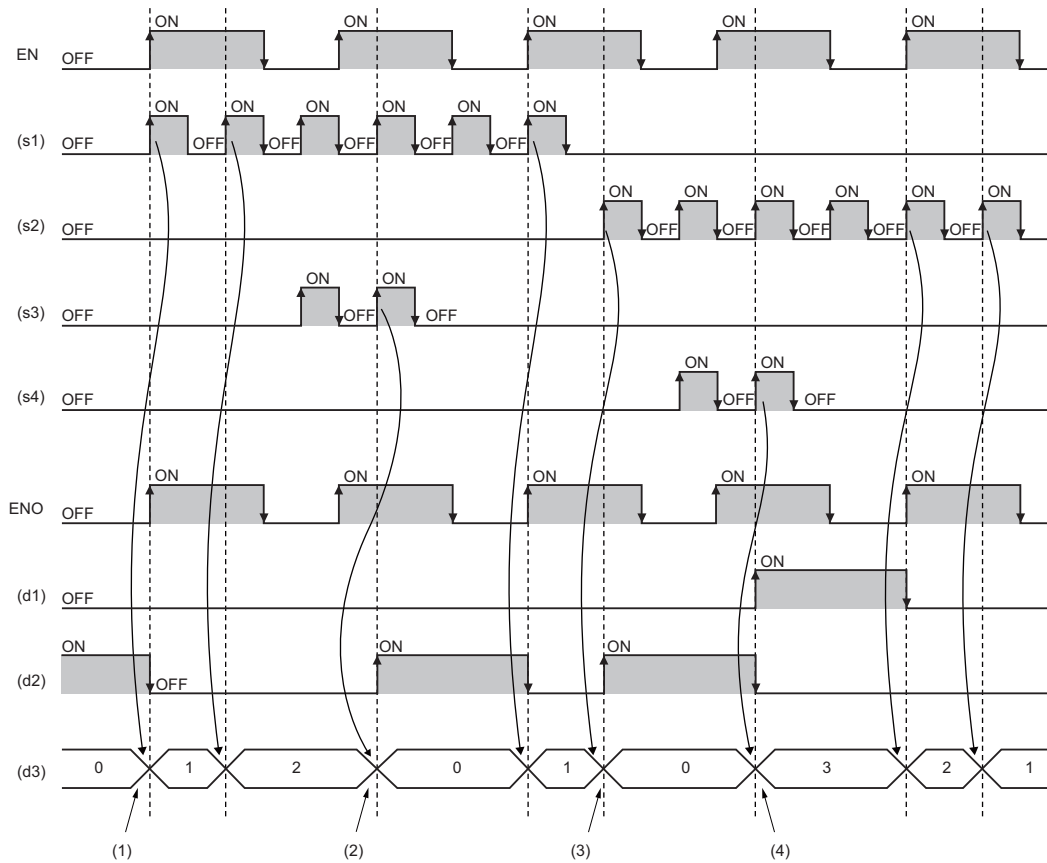 ON ON ON ON ON
EN OFF
ON ON ON ON ON ON
(s1) OFF OFF OFF OFF OFF OFF
ON ON ON ON ON ON
(s2) OFF OFF OFF OFF OFF OFF
ON ON
(s3) OFF OFF OFF
ON ON
(s4) OFF OFF OFF
ON ON ON ON ON
ENO OFF
ON
(d1) OFF
ON ON ON
(d2) OFF
(d3) 0 1 2 0 1 0 3 2 1
(1) (2) (3) (4)